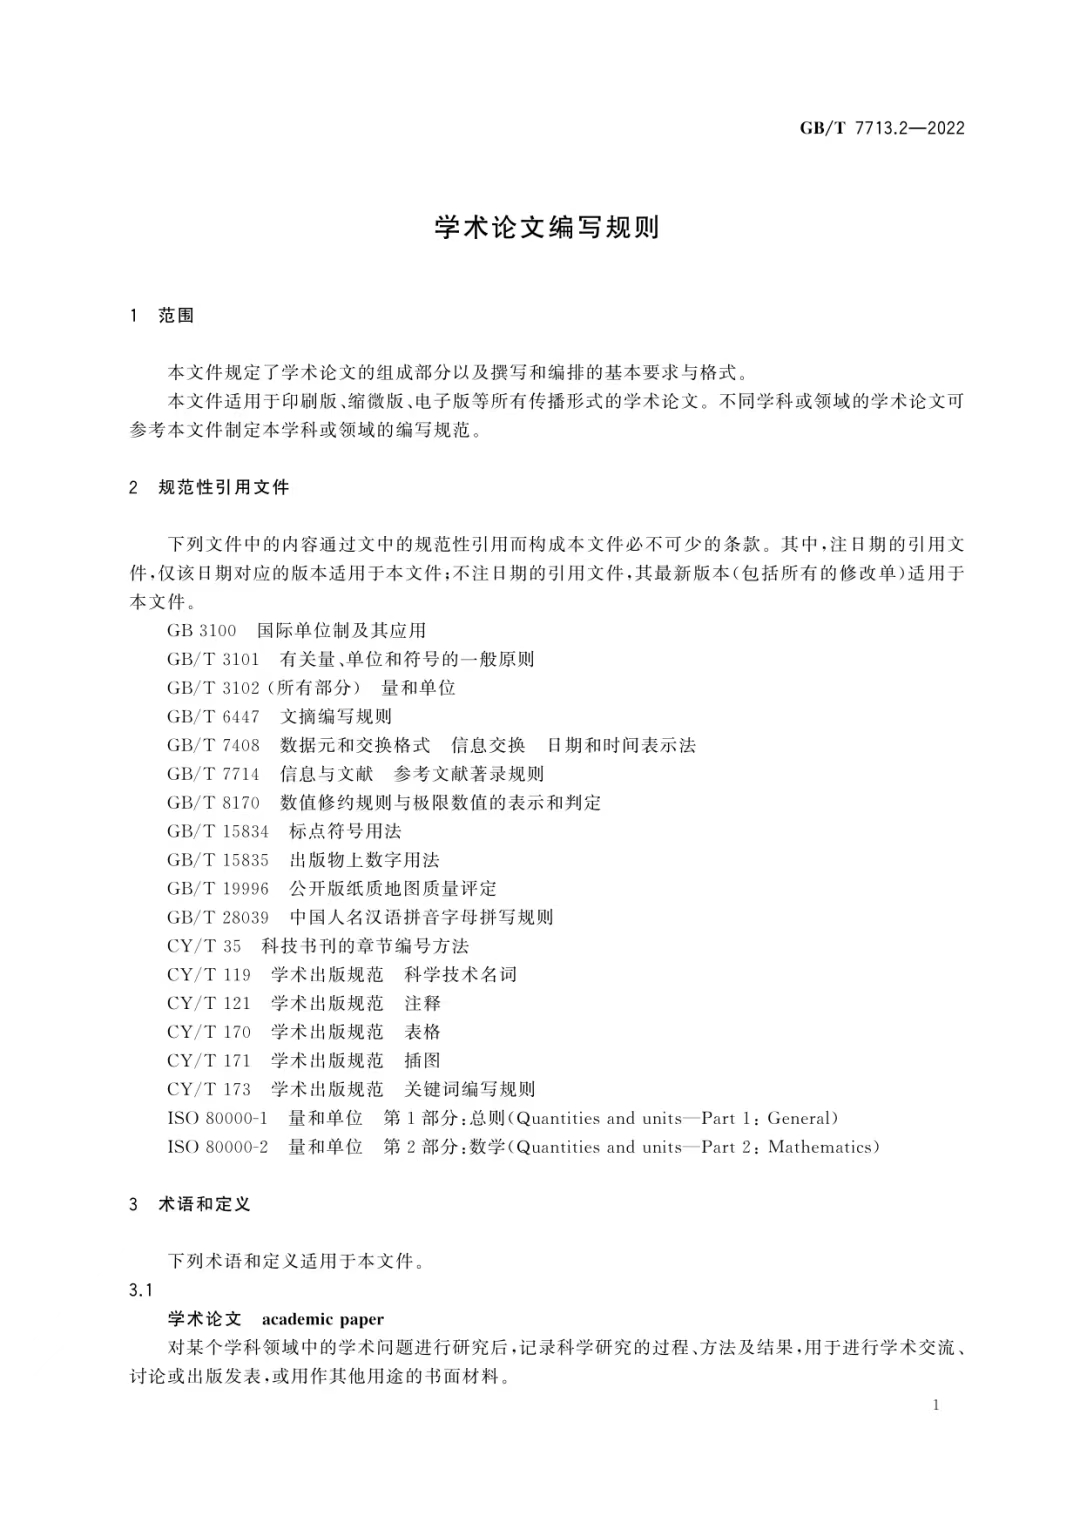 GB/T 7713.2—2022
学术论文编写规则
1 范围
本文件规定了学术论文的组成部分以及撰写和编排的基本要求与格式。
本文件适用于印刷版、缩微版、电子版等所有传播形式的学术论文。不同学科或领域的学术论文可
参考本文件制定本学科或领域的编写规范。
2 规范性引用文件
下列文件中的内容通过文中的规范性引用而构成本文件必不可少的条款。其中,注日期的引用文
件,仅该日期对应的版本适用于本文件;不注日期的引用文件,其最新版本(包括所有的修改单)适用于
本文件。
GB 3100 国际单位制及其应用
GB/T 3101 有关量、单位和符号的一般原则
GB/T 3102(所有部分) 量和单位
GB/T 6447 文摘编写规则
GB/T 7408 数据元和交换格式 信息交换 日期和时间表示法
GB/T 7714 信息与文献 参考文献著录规则
GB/T 8170 数值修约规则与极限数值的表示和判定
GB/T 15834 标点符号用法
GB/T 15835 出版物上数字用法
GB/T 19996 公开版纸质地图质量评定
GB/T 28039 中国人名汉语拼音字母拼写规则
CY/T 35 科技书刊的章节编号方法
CY/T 119 学术出版规范 科学技术名词
CY/T 121 学术出版规范 注释
CY/T 170 学术出版规范 表格
CY/T 171 学术出版规范 插图
CY/T 173 学术出版规范 关键词编写规则
ISO 80000-1 量和单位 第1部分:总则(Quantities and units—Part 1: General)
ISO 80000-2 量和单位 第2部分:数学(Quantities and units—Part 2: Mathematics)
3 术语和定义
下列术语和定义适用于本文件。
3.1
学术论文 academic paper
对某个学科领域中的学术问题进行研究后,记录科学研究的过程、方法及结果,用于进行学术交流、
讨论或出版发表,或用作其他用途的书面材料。
1